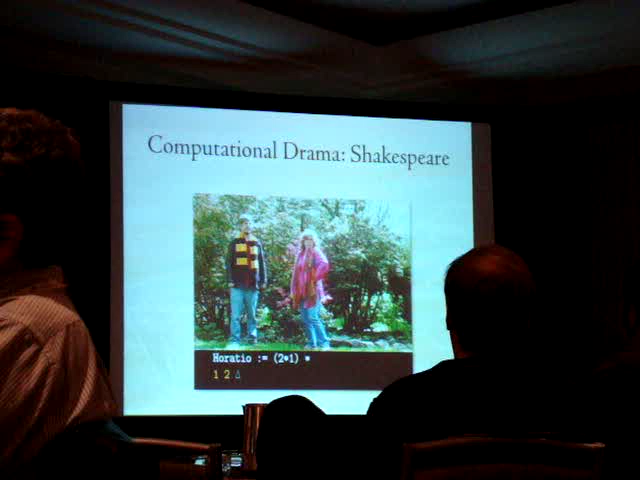 Computational Drama: Shakespeare
Horatio := (2*1) *
1 2 Δ